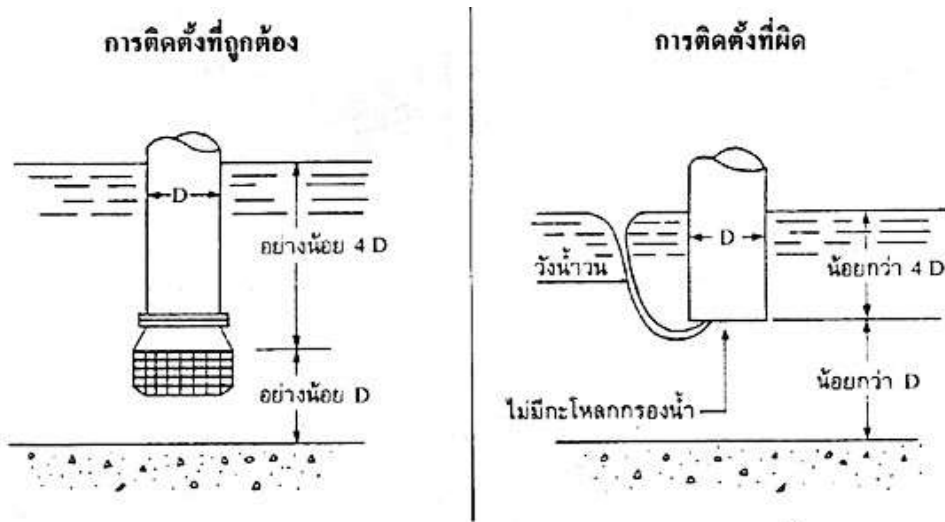 การติดตั้งที่ถูกต้อง
D
อย่างน้อย 4 D
อย่างน้อย D
การติดตั้งที่ผิด
D
วังน้ำวน
น้อยกว่า 4 D
น้อยกว่า D
ไม่มีกะโหลกกรองน้ำ